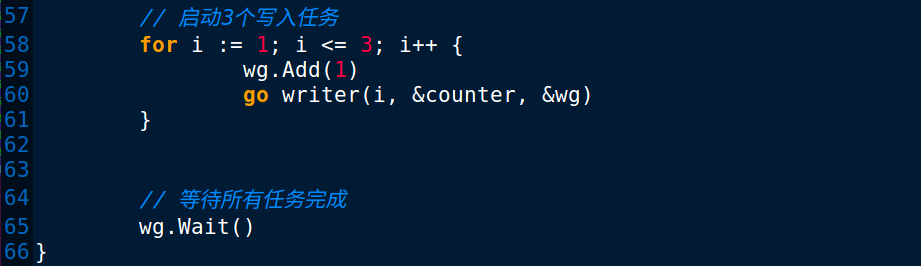 57 // 启动3个写入任务
58 for i := 1; i <= 3; i++ {
59 wg.Add(1)
60 go writer(i, &counter, &wg)
61 }
62
63
64 // 等待所有任务完成
65 wg.Wait()
66 }